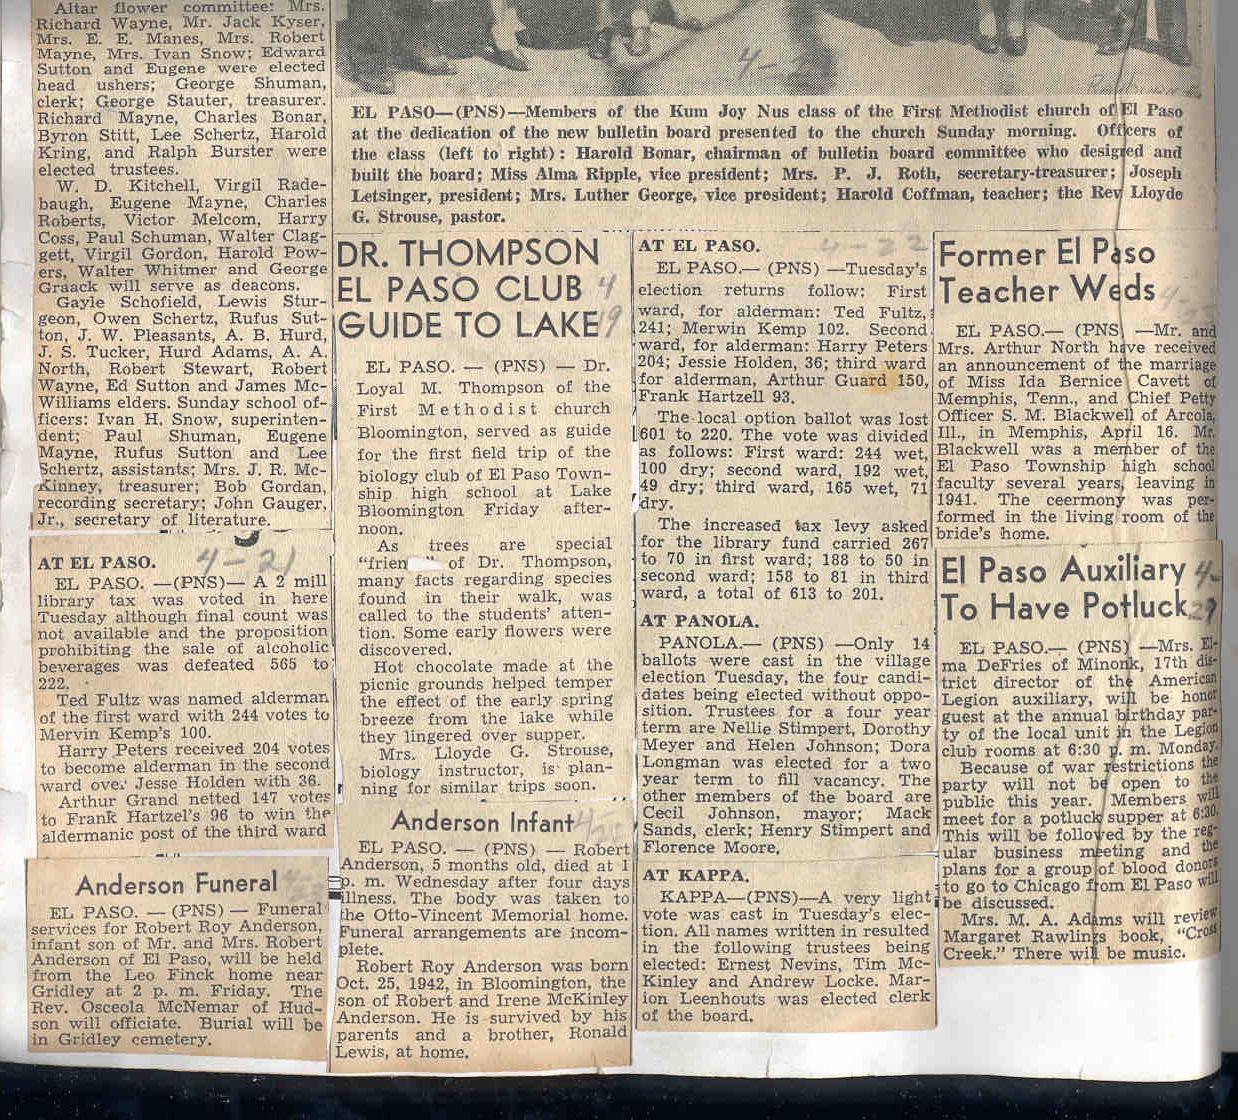 Altar flower committee: Mrs.
Richard Wayne, Mr. Jack Kyser,
Mrs. E. E. Manes, Mrs. Robert
Mayne, Mrs. Ivan Snow; Edward
Sutton and Eugene were elected
head ushers; George Shuman,
clerk; George Stauter, treasurer.
Richard Mayne, Charles Bonar,
Byron Stitt, Lee Schertz, Harold
Kring, and Ralph Burster were
elected trustees.
W. D. Kitchell, Virgil Rade-
baugh, Eugene Mayne, Charles
Roberts, Victor Melcom, Harry
Coss, Paul Schuman, Walter Clag-
gett, Virgil Gordon, Harold Pow-
ers, Walter Whitmer and George
Graack will serve as deacons.
Gayle Schofield, Lewis Stur-
geon, Owen Schertz, Rufus Sut-
ton, J. W. Pleasants, A. B. Hurd,
J. S. Tucker, Hurd Adams, A. A.
North, Robert Stewart, Robert
Wayne, Ed Sutton and James Mc-
Williams elders. Sunday school of-
ficers: Ivan H. Snow, superinten-
dent; Paul Shuman, Eugene
Mayne, Rufus Sutton and Lee
Schertz, assistants; Mrs. J. R. Mc-
Kinney, treasurer; Bob Gordan,
recording secretary; John Gauger,
Jr., secretary of literature.
AT EL PASO.
4-21
EL PASO. —(PNS)— A 2 mill
library tax was voted in here
Tuesday although final count was
not available and the proposition
prohibiting the sale of alcoholic
beverages was defeated 565 to
222.
Ted Fultz was named alderman
of the first ward with 244 votes to
Mervin Kemp's 100.
Harry Peters received 204 votes
to become alderman in the second
ward over Jesse Holden with 36.
Arthur Grand netted 147 votes
to Frank Hartzel's 96 to win the
aldermanic post of the third ward
Anderson Funeral
EL PASO. — (PNS) — Funeral
services for Robert Roy Anderson,
infant son of Mr. and Mrs. Robert
Anderson of El Paso, will be held
from the Leo Finck home near
Gridley at 2 p. m. Friday. The
Rev. Osceola McNemar of Hud-
son will officiate. Burial will be
in Gridley cemetery.
4-
EL PASO—(PNS)—Members of the Kum Joy Nus class of the First Methodist church of El Paso
at the dedication of the new bulletin board presented to the church Sunday morning. Officers of
the class (left to right): Harold Bonar, chairman of bulletin board committee who designed and
built the board; Miss Alma Ripple, vice president; Mrs. P. J. Roth, secretary-treasurer; Joseph
Letsinger, president; Mrs. Luther George, vice president; Harold Coffman, teacher; the Rev Lloyde
G. Strouse, pastor.
DR. THOMPSON
EL PASO CLUB 4
GUIDE TO LAKE 19
EL PASO. — (PNS) — Dr.
Loyal M. Thompson of the
First Methodist church
Bloomington, served as guide
for the first field trip of the
biology club of El Paso Town-
ship high school at Lake
Bloomington Friday after-
noon.
As trees are special
"frien " of Dr. Thompson,
many facts regarding species
found in their walk, was
called to the students' atten-
tion. Some early flowers were
discovered.
Hot chocolate made at the
picnic grounds helped temper
the effect of the early spring
breeze from the lake while
they lingered over supper.
Mrs. Lloyde G. Strouse,
biology instructor, is plan-
ning for similar trips soon.
Anderson Infant
EL PASO. — (PNS) — Robert
Anderson, 5 months old, died at 1
p. m. Wednesday after four days
illness. The body was taken to
the Otto-Vincent Memorial home.
Funeral arrangements are incom-
plete.
Robert Roy Anderson was born
Oct. 25, 1942, in Bloomington, the
son of Robert and Irene McKinley
Anderson. He is survived by his
parents and a brother, Ronald
Lewis, at home.
AT EL PASO. 4-22
EL PASO.— (PNS) —Tuesday's
election returns follow: First
ward, for alderman: Ted Fultz,
241; Merwin Kemp 102. Second
ward, for alderman: Harry Peters
204; Jessie Holden, 36; third ward
for alderman, Arthur Guard 150,
Frank Hartzell 93.
The local option ballot was lost
601 to 220. The vote was divided
as follows: First ward: 244 wet,
100 dry; second ward, 192 wet,
49 dry; third ward, 165 wet, 71
dry.
The increased tax levy asked
for the library fund carried 267
to 70 in first ward; 188 to 50 in
second ward; 158 to 81 in third
ward, a total of 613 to 201.
AT PANOLA.
PANOLA.— (PNS) —Only 14
ballots were cast in the village
election Tuesday, the four candi-
dates being elected without oppo-
sition. Trustees for a four year
term are Nellie Stimpert, Dorothy
Meyer and Helen Johnson; Dora
Longman was elected for a two
year term to fill vacancy. The
other members of the board are
Cecil Johnson, mayor; Mack
Sands, clerk; Henry Stimpert and
Florence Moore.
AT KAPPA.
KAPPA—(PNS)—A very light
vote was cast in Tuesday's elec-
tion. All names written in resulted
in the following trustees being
elected: Ernest Nevins, Tim Mc-
Kinley and Andrew Locke. Mar-
ion Leenhouts was elected clerk
of the board.
Former El Paso
Teacher Weds
EL PASO.— (PNS) —Mr. and
Mrs. Arthur North have received
an announcement of the marriage
of Miss Ida Bernice Cavett of
Memphis, Tenn., and Chief Petty
Officer S. M. Blackwell of Arcola,
Ill., in Memphis, April 16. Mr.
Blackwell was a member of the
El Paso Township high school
faculty several years, leaving in
1941. The ceermony was per-
formed in the living room of the
bride's home.
El Paso Auxiliary 4-
To Have Potluck 29
EL PASO.— (PNS) —Mrs. El-
ma DeFries of Minonk, 17th dis-
trict director of the American
Legion auxiliary, will be honor
guest at the annual birthday par-
ty of the local unit in the Legion
club rooms at 6:30 p. m. Monday.
Because of war restrictions the
party will not be open to the
public this year. Members will
meet for a potluck supper at 6:30.
This will be followed by the reg-
ular business meeting and the
plans for a group of blood donors
to go to Chicago from El Paso will
be discussed.
Mrs. M. A. Adams will review
Margaret Rawlings book, "Cross
Creek." There will be music.